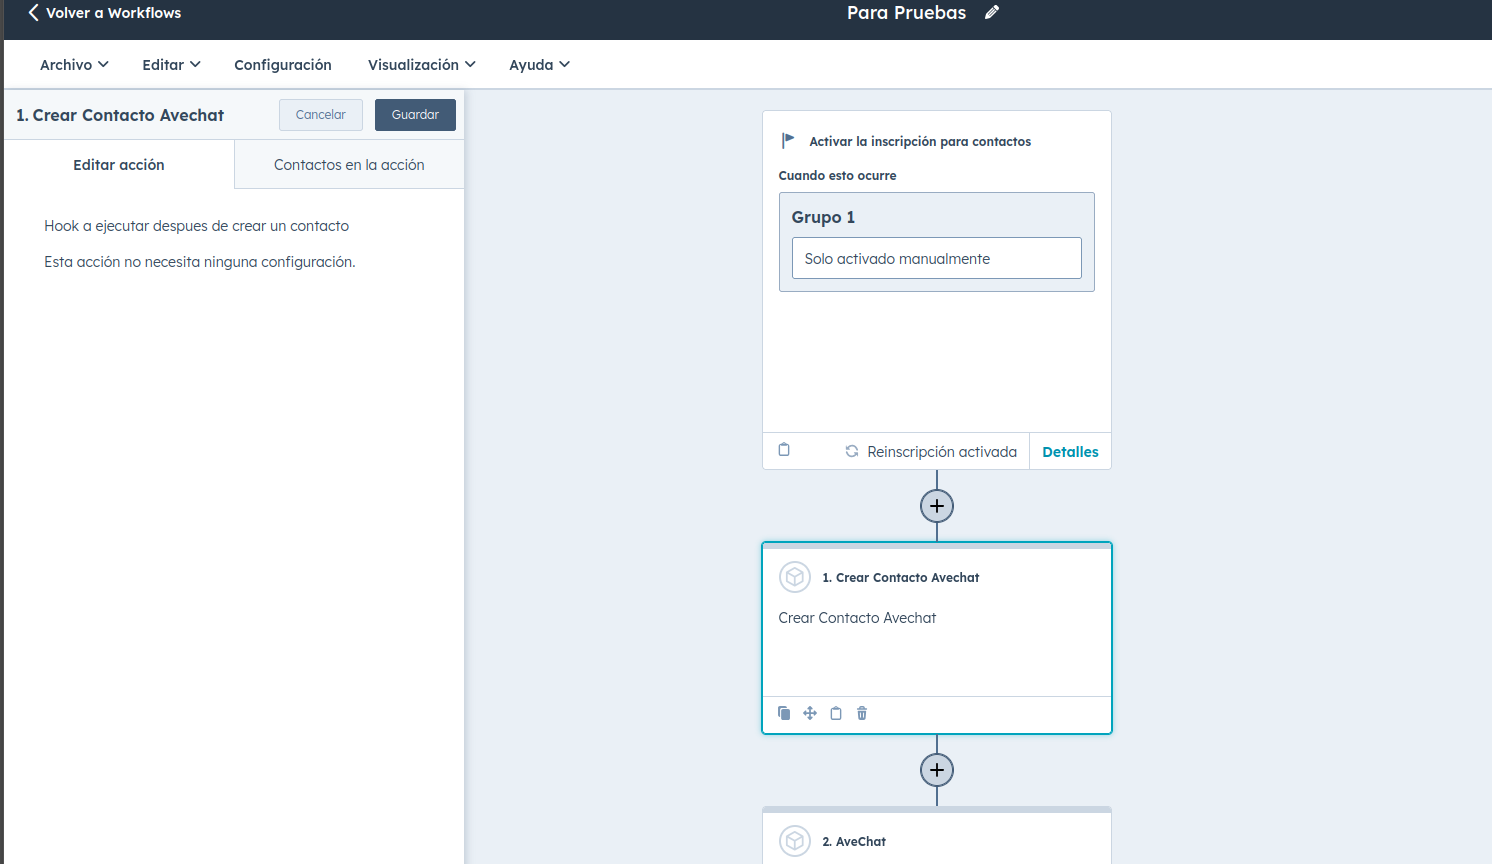 Volver a Workflows
Para Pruebas
Archivo
Editar
Configuración
Visualización
Ayuda
1. Crear Contacto Avechat
Cancelar
Guardar
Editar acción
Contactos en la acción
Hook a ejecutar despues de crear un contacto
Esta acción no necesita ninguna configuración.
Activar la inscripción para contactos
Cuando esto ocurre
Grupo 1
Solo activado manualmente
Reinscripción activada
Detalles
1. Crear Contacto Avechat
Crear Contacto Avechat
2. AveChat